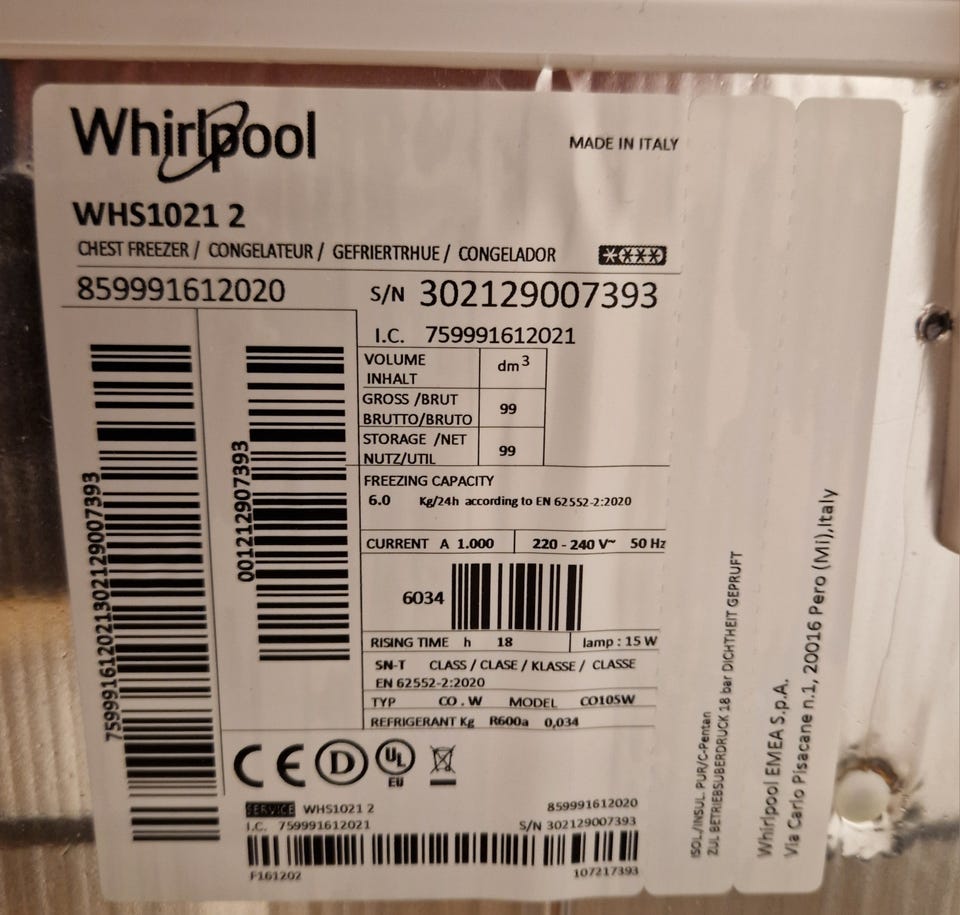 Whirlpool
MADE IN ITALY
WHS1021 2
CHEST FREEZER / CONGELATEUR / GEFRIERTRHUE / CONGELADOR
859991612020 S/N 302129007393
I.C. 759991612021
VOLUME dm³
INHALT
GROSS /BRUT 99
BRUTTO/BRUTO
STORAGE /NET 99
NUTZ/UTIL
FREEZING CAPACITY
6.0 Kg/24h according to EN 62552-2:2020
CURRENT A 1.000 220 - 240 V~ 50 Hz
6034
RISING TIME h 18 lamp : 15 W
SN-T CLASS / CLASE / KLASSE / CLASSE
EN 62552-2:2020
TYP CO.W MODEL CO105W
REFRIGERANT Kg R600a 0,034
759991612021302129007393
001212907393
CE D UL
EU
SERVICE WHS1021 2 859991612020
I.C. 759991612021 S/N 302129007393
F161202 107217393
ISOL./INSUL. PUR/C-Pentan
ZUL BETRIEBSUBERDRUCK 18 bar DICHTHEIT GEPRUFT
Whirlpool EMEA S.p.A.
Via Carlo Pisacane n.1, 20016 Pero (Mi),Italy